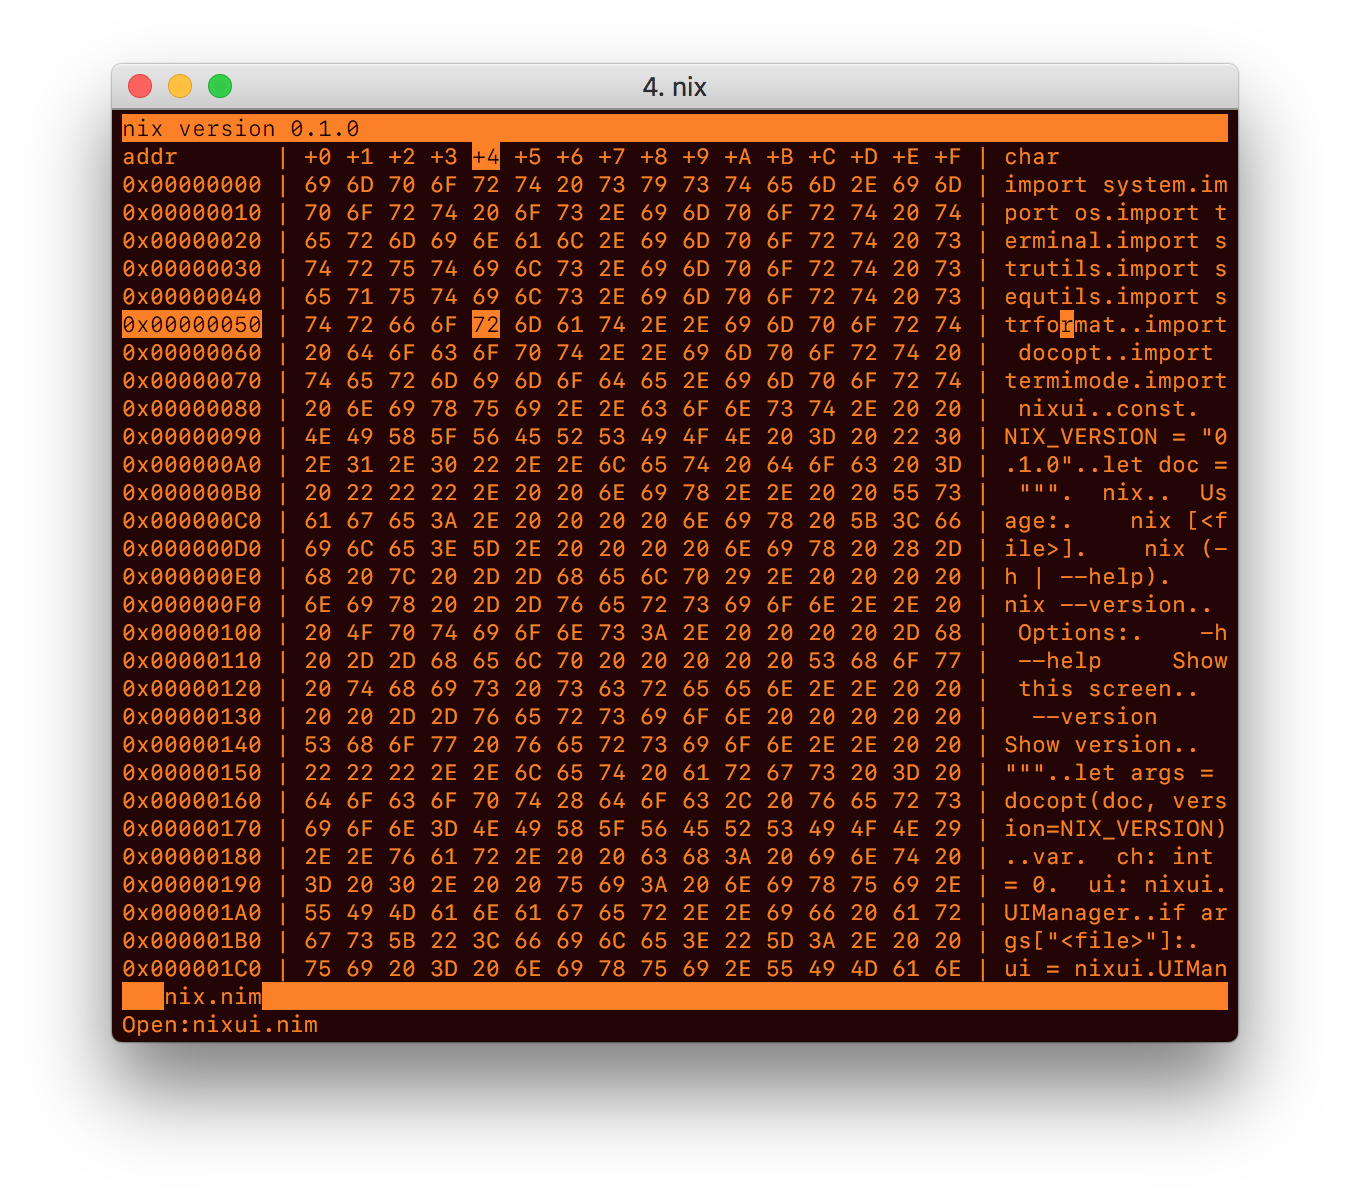 4. nix
nix version 0.1.0
addr       | +0 +1 +2 +3 +4 +5 +6 +7 +8 +9 +A +B +C +D +E +F | char
0x00000000 | 69 6D 70 6F 72 74 20 73 79 73 74 65 6D 2E 69 6D | import system.im
0x00000010 | 70 6F 72 74 20 6F 73 2E 69 6D 70 6F 72 74 20 74 | port os.import t
0x00000020 | 65 72 6D 69 6E 61 6C 2E 69 6D 70 6F 72 74 20 73 | erminal.import s
0x00000030 | 74 72 75 74 69 6C 73 2E 69 6D 70 6F 72 74 20 73 | trutils.import s
0x00000040 | 65 71 75 74 69 6C 73 2E 69 6D 70 6F 72 74 20 73 | equtils.import s
0x00000050 | 74 72 66 6F 72 6D 61 74 2E 2E 69 6D 70 6F 72 74 | trformat..import
0x00000060 | 20 64 6F 63 6F 70 74 2E 2E 69 6D 70 6F 72 74 20 |  docopt..import
0x00000070 | 74 65 72 6D 69 6D 6F 64 65 2E 69 6D 70 6F 72 74 | termimode.import
0x00000080 | 20 6E 69 78 75 69 2E 2E 63 6F 6E 73 74 2E 20 20 |  nixui..const.
0x00000090 | 4E 49 58 5F 56 45 52 53 49 4F 4E 20 3D 20 22 30 | NIX_VERSION = "0
0x000000A0 | 2E 31 2E 30 22 2E 2E 6C 65 74 20 64 6F 63 20 3D | .1.0"..let doc =
0x000000B0 | 20 22 22 22 2E 20 20 6E 69 78 2E 2E 20 20 55 73 |  """.  nix..  Us
0x000000C0 | 61 67 65 3A 2E 20 20 20 20 6E 69 78 20 5B 3C 66 | age:.    nix [<f
0x000000D0 | 69 6C 65 3E 5D 2E 20 20 20 20 6E 69 78 20 28 2D | ile>].    nix (-
0x000000E0 | 68 20 7C 20 2D 2D 68 65 6C 70 29 2E 20 20 20 20 | h | --help).
0x000000F0 | 6E 69 78 20 2D 2D 76 65 72 73 69 6F 6E 2E 2E 20 | nix --version..
0x00000100 | 20 4F 70 74 69 6F 6E 73 3A 2E 20 20 20 20 2D 68 |  Options:.    -h
0x00000110 | 20 2D 2D 68 65 6C 70 20 20 20 20 20 53 68 6F 77 |  --help     Show
0x00000120 | 20 74 68 69 73 20 73 63 72 65 65 6E 2E 2E 20 20 |  this screen..
0x00000130 | 20 20 2D 2D 76 65 72 73 69 6F 6E 20 20 20 20 20 |   --version
0x00000140 | 53 68 6F 77 20 76 65 72 73 69 6F 6E 2E 2E 20 20 | Show version..
0x00000150 | 22 22 22 2E 2E 6C 65 74 20 61 72 67 73 20 3D 20 | """..let args =
0x00000160 | 64 6F 63 6F 70 74 28 64 6F 63 2C 20 76 65 72 73 | docopt(doc, vers
0x00000170 | 69 6F 6E 3D 4E 49 58 5F 56 45 52 53 49 4F 4E 29 | ion=NIX_VERSION)
0x00000180 | 2E 2E 76 61 72 2E 20 20 63 68 3A 20 69 6E 74 20 | ..var.  ch: int
0x00000190 | 3D 20 30 2E 20 20 75 69 3A 20 6E 69 78 75 69 2E | = 0.  ui: nixui.
0x000001A0 | 55 49 4D 61 6E 61 67 65 72 2E 2E 69 66 20 61 72 | UIManager..if ar
0x000001B0 | 67 73 5B 22 3C 66 69 6C 65 3E 22 5D 3A 2E 20 20 | gs["<file>"]:.
0x000001C0 | 75 69 20 3D 20 6E 69 78 75 69 2E 55 49 4D 61 6E | ui = nixui.UIMan
nix.nim
Open:nixui.nim